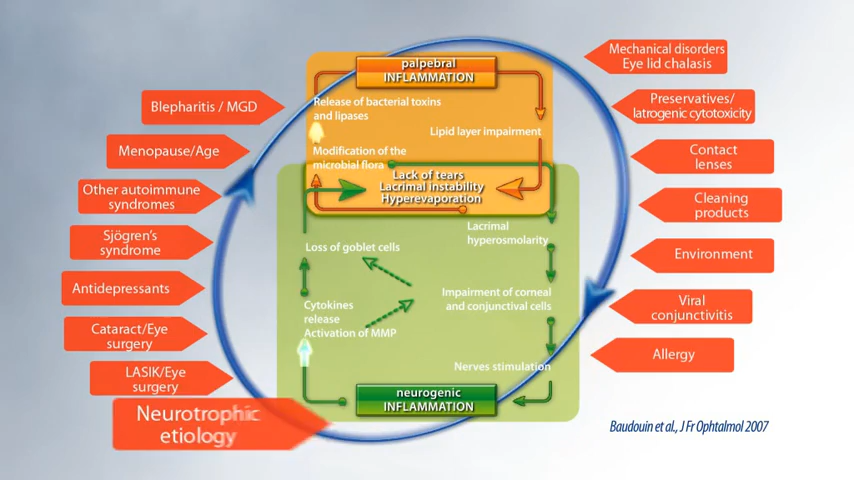 palpebral
INFLAMMATION
Release of bacterial toxins
and lipases
Lipid layer impairment
Modification of the
microbial flora
Lack of tears
Lacrimal instability
Hyperevaporation
Lacrimal
hyperosmolarity
Loss of goblet cells
Impairment of corneal
and conjunctival cells
Cytokines
release
Activation of MMP
Nerves stimulation
neurogenic
INFLAMMATION
Blepharitis / MGD
Menopause/Age
Other autoimmune
syndromes
Sjögren's
syndrome
Antidepressants
Cataract/Eye
surgery
LASIK/Eye
surgery
Neurotrophic
etiology
Mechanical disorders
Eye lid chalasis
Preservatives/
Iatrogenic cytotoxicity
Contact
lenses
Cleaning
products
Environment
Viral
conjunctivitis
Allergy
Baudouin et al., J Fr Ophtalmol 2007